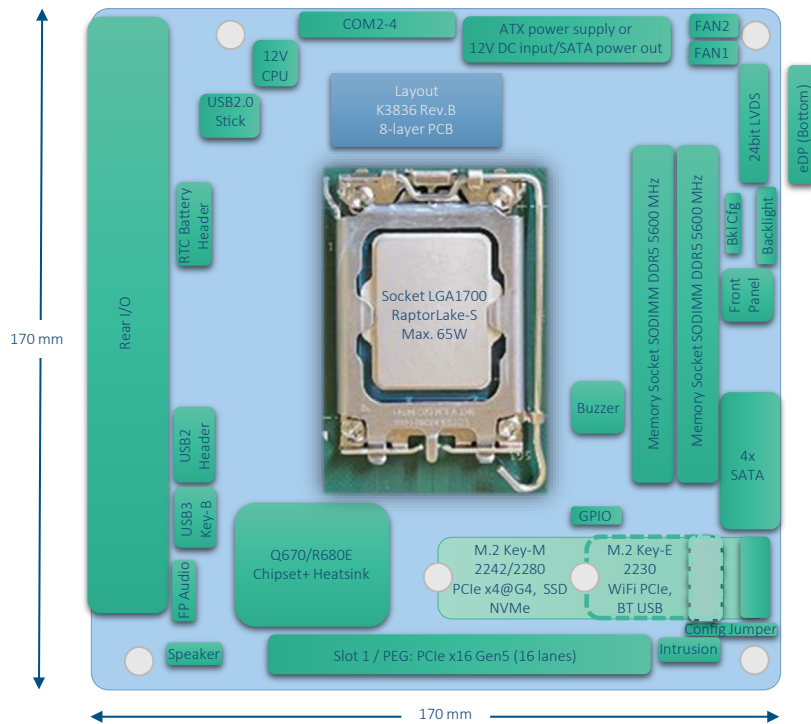 COM2-4
ATX power supply or
12V DC input/SATA power out
FAN2
FAN1
12V
CPU
USB2.0
Stick
Layout
K3836 Rev.B
8-layer PCB
24bit LVDS
eDP (Bottom)
RTC Battery
Header
Memory Socket SODIMM DDR5 5600 MHz
Memory Socket SODIMM DDR5 5600 MHz
Bkl Cfg
Backlight
Front
Panel
Rear I/O
Socket LGA1700
RaptorLake-S
Max. 65W
170 mm
Buzzer
USB2
Header
4x
SATA
USB3
Key-B
GPIO
Q670/R680E
Chipset+ Heatsink
M.2 Key-M
2242/2280
PCIe x4@G4, SSD
NVMe
M.2 Key-E
2230
WiFi PCIe,
BT USB
FP Audio
Config Jumper
Speaker
Slot 1 / PEG: PCIe x16 Gen5 (16 lanes)
Intrusion
170 mm